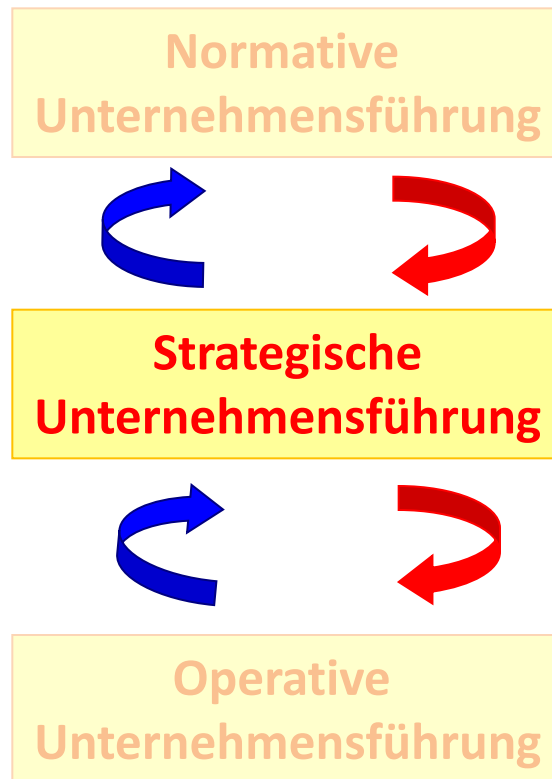 Normative
Unternehmensführung
Strategische
Unternehmensführung
Operative
Unternehmensführung